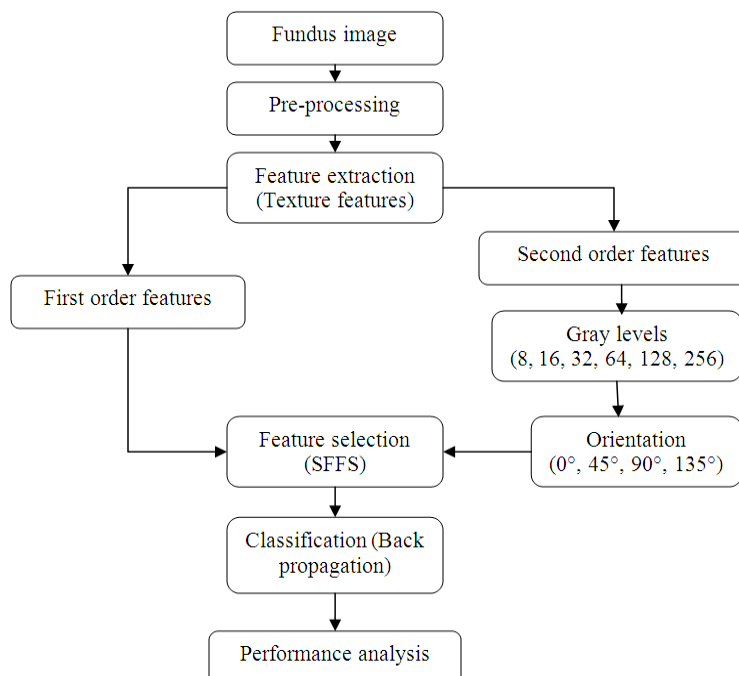 Fundus image
Pre-processing
Feature extraction
(Texture features)
Second order features
First order features
Gray levels
(8, 16, 32, 64, 128, 256)
Feature selection
(SFFS)
Orientation
(0°, 45°, 90°, 135°)
Classification (Back
propagation)
Performance analysis